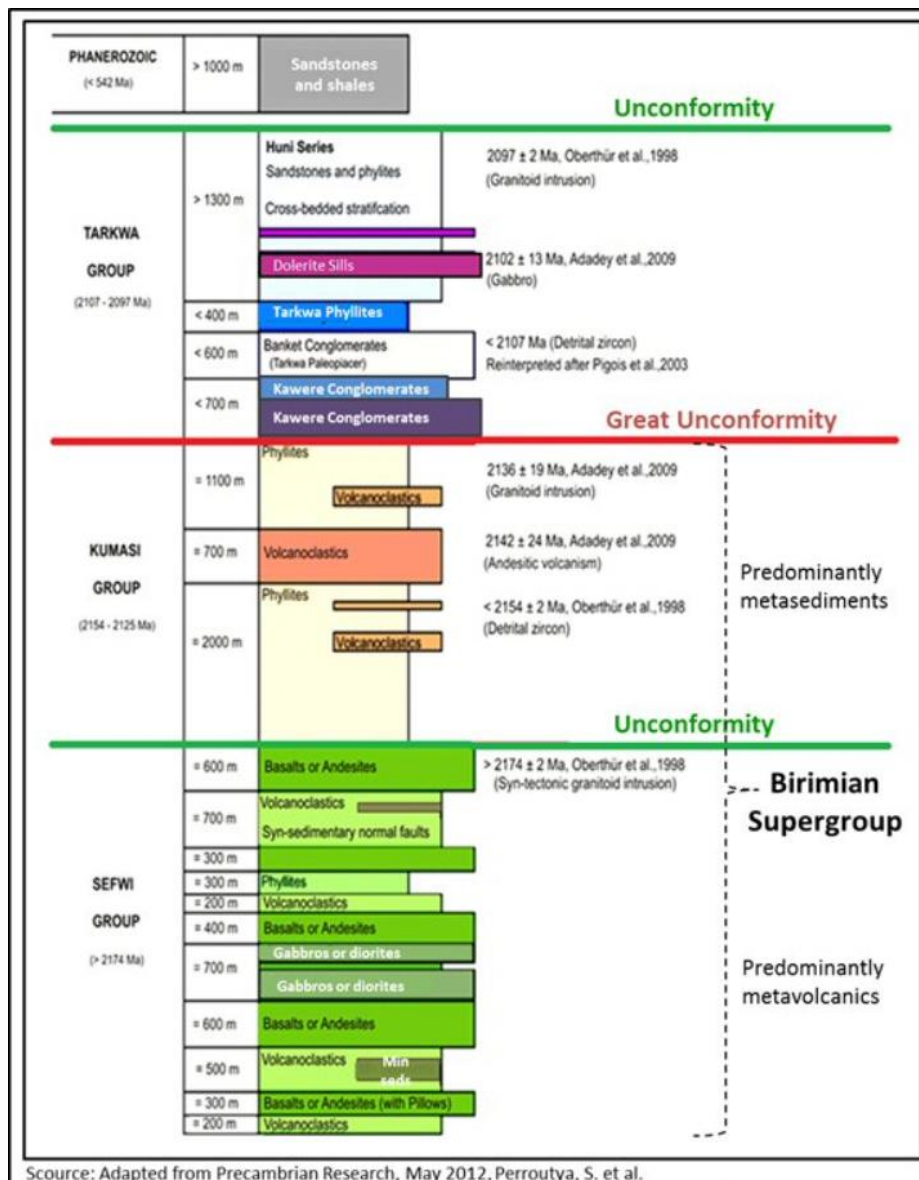 PHANEROZOIC
(< 542 Ma)
> 1000 m
Sandstones
and shales
Unconformity
TARKWA
GROUP
(2107 - 2097 Ma)
> 1300 m
Huni Series
Sandstones and phylites
Cross-bedded stratifcation
2097 ± 2 Ma, Oberthür et al.,1998
(Granitoid intrusion)
Dolerite Sills
2102 ± 13 Ma, Adadey et al.,2009
(Gabbro)
< 400 m
Tarkwa Phyllites
< 600 m
Banket Conglomerates
(Tarkwa Paleoplacer)
< 2107 Ma (Detrital zircon)
Reinterpreted after Pigois et al.,2003
< 700 m
Kawere Conglomerates
Kawere Conglomerates
Great Unconformity
KUMASI
GROUP
(2154 - 2125 Ma)
= 1100 m
Phyllites
Volcanoclastics
2136 ± 19 Ma, Adadey et al.,2009
(Granitoid intrusion)
= 700 m
Volcanoclastics
2142 ± 24 Ma, Adadey et al.,2009
(Andesitic volcanism)
= 2000 m
Phyllites
Volcanoclastics
< 2154 ± 2 Ma, Oberthür et al.,1998
(Detrital zircon)
Predominantly
metasediments
Unconformity
SEFWI
GROUP
(> 2174 Ma)
= 600 m
Basalts or Andesites
> 2174 ± 2 Ma, Oberthür et al.,1998
(Syn-tectonic granitoid intrusion)
= 700 m
Volcanoclastics
Syn-sedimentary normal faults
Birimian
Supergroup
= 300 m
= 300 m
Phyllites
= 200 m
Volcanoclastics
= 400 m
Basalts or Andesites
= 700 m
Gabbros or diorites
Gabbros or diorites
Predominantly
metavolcanics
= 600 m
Basalts or Andesites
= 500 m
Volcanoclastics
Min
seds
= 300 m
Basalts or Andesites (with Pillows)
= 200 m
Volcanoclastics
Scource: Adapted from Precambrian Research, May 2012, Perroutya, S. et al.